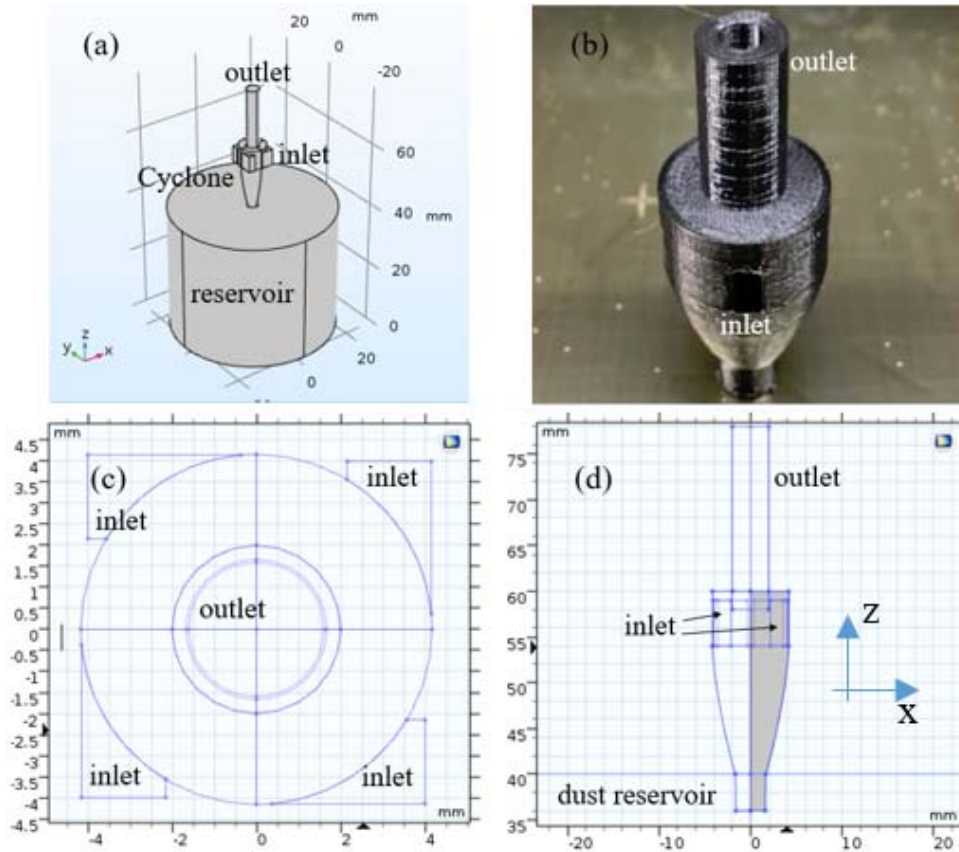 (a)
mm
20
0
-20
outlet
inlet
Cyclone
60
40
mm
20
0
reservoir
z
y
x
20
0
(b)
outlet
inlet
mm
4.5
4
3.5
3
2.5
2
1.5
1
0.5
0
-0.5
-1
-1.5
-2
-2.5
-3
-3.5
-4
-4.5
(c)
inlet
inlet
outlet
inlet
inlet
mm
-4
-2
0
2
4
mm
75
70
65
60
55
50
45
40
35
(d)
outlet
inlet
Z
X
dust reservoir
mm
-20
-10
0
10
20